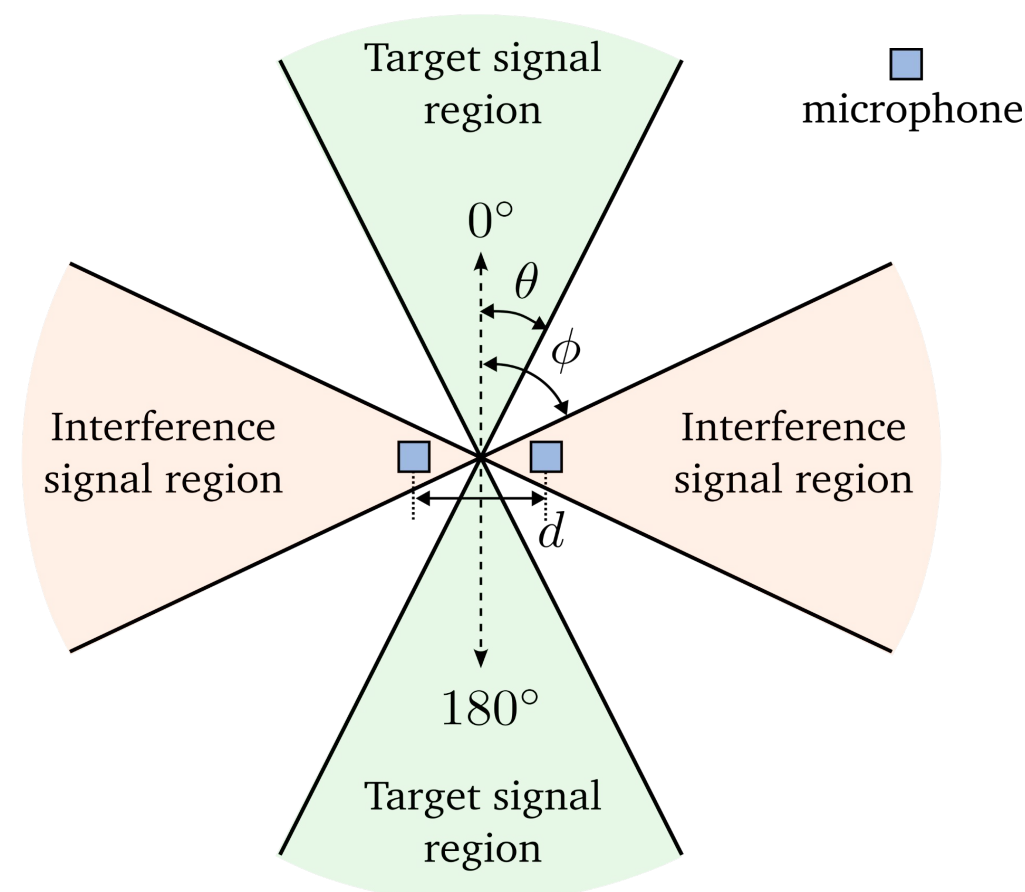 Target signal
region
microphone
0°
θ
ϕ
Interference
signal region
Interference
signal region
d
180°
Target signal
region